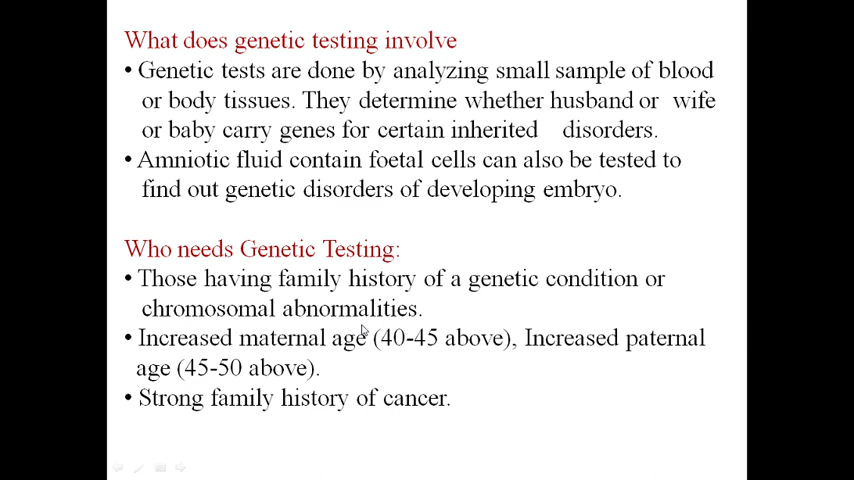 What does genetic testing involve
• Genetic tests are done by analyzing small sample of blood
or body tissues. They determine whether husband or wife
or baby carry genes for certain inherited disorders.
• Amniotic fluid contain foetal cells can also be tested to
find out genetic disorders of developing embryo.
Who needs Genetic Testing:
• Those having family history of a genetic condition or
chromosomal abnormalities.
• Increased maternal age (40-45 above), Increased paternal
age (45-50 above).
• Strong family history of cancer.